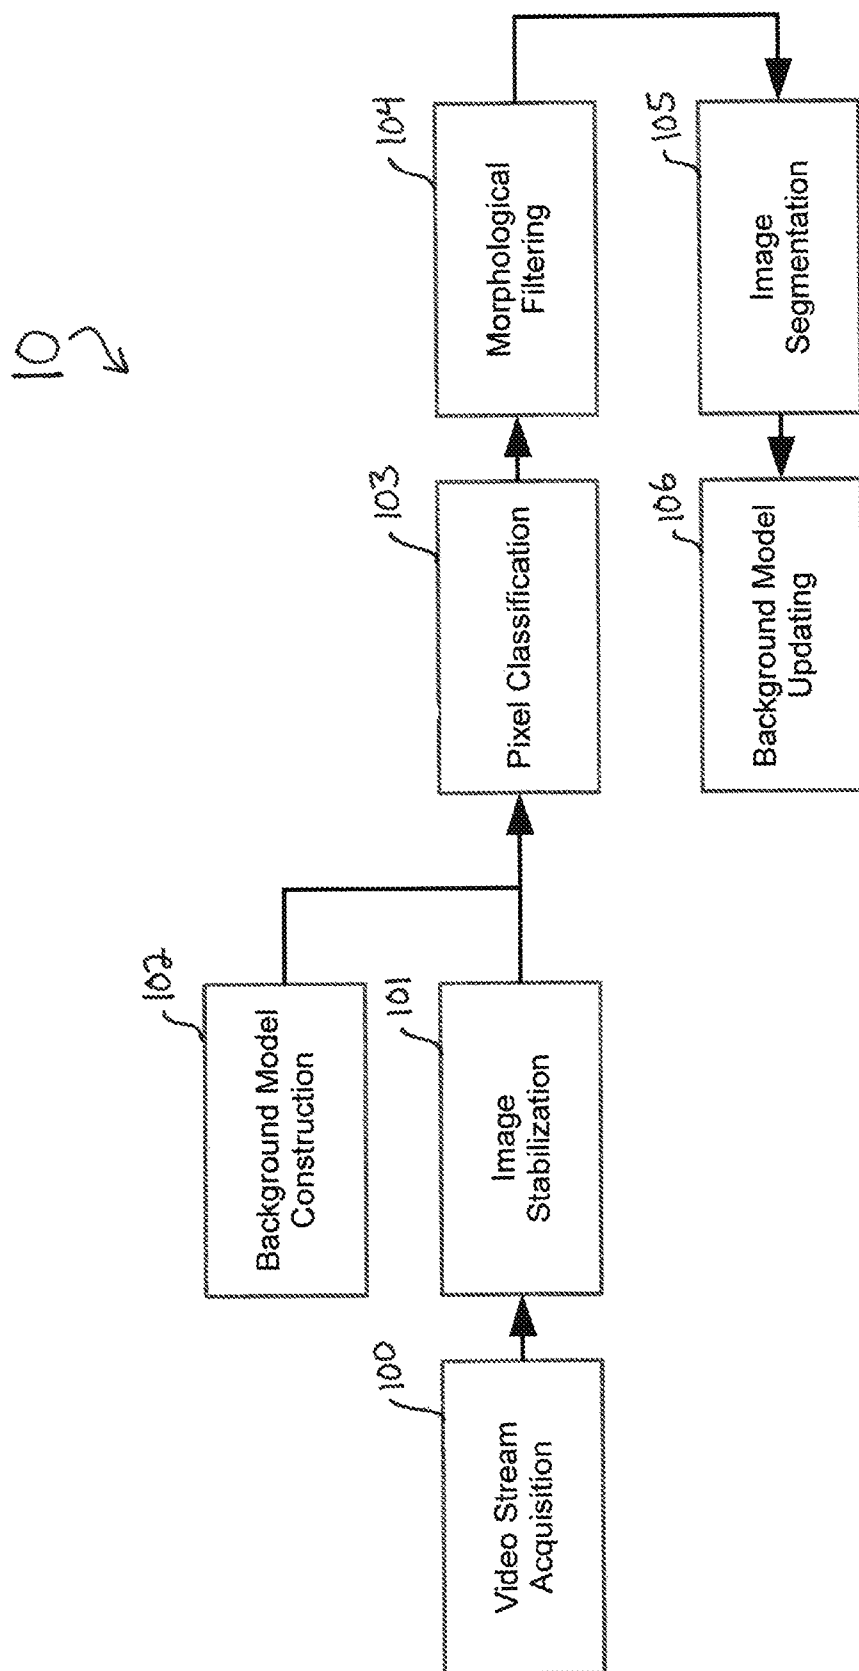 10
102
Background Model
Construction
100
Video Stream
Acquisition
101
Image
Stabilization
103
Pixel Classification
104
Morphological
Filtering
106
Background Model
Updating
105
Image
Segmentation